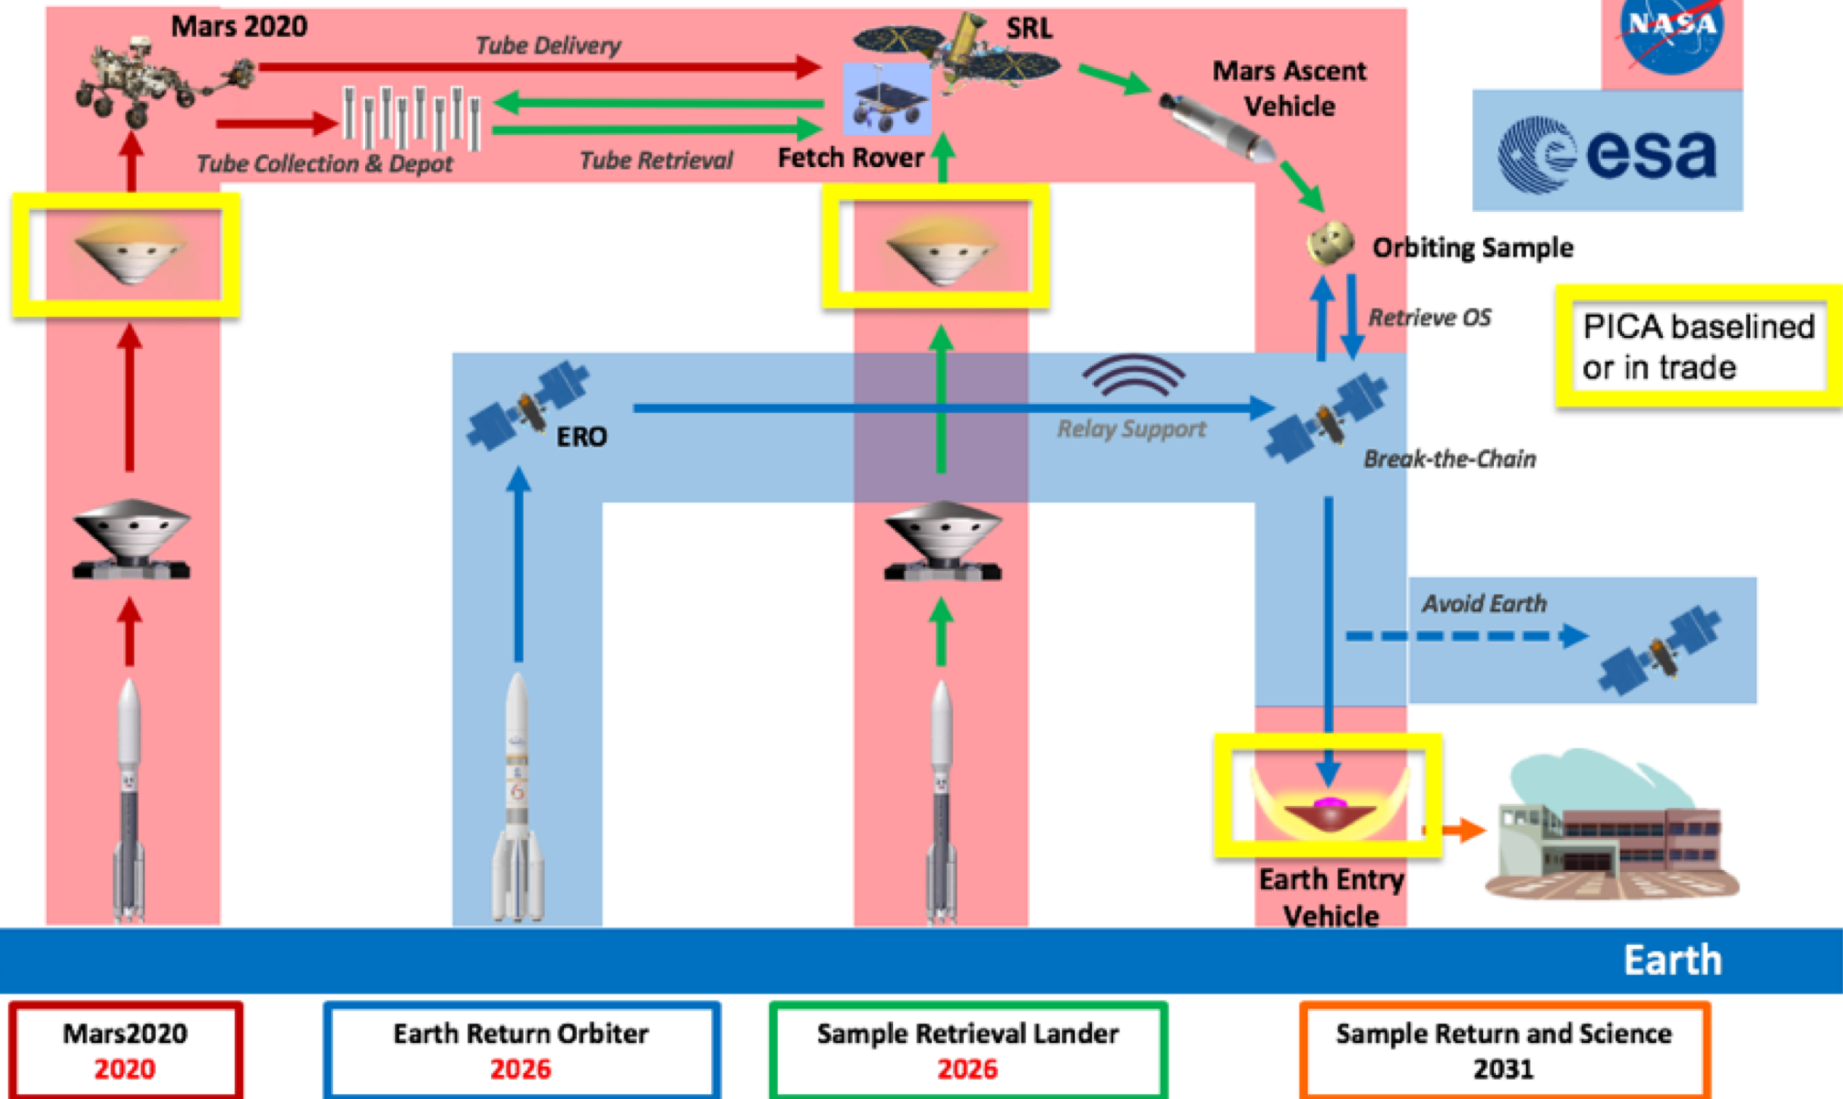 Mars 2020
Tube Delivery
SRL
NASA
Mars Ascent
Vehicle
esa
Tube Collection & Depot
Tube Retrieval
Fetch Rover
Orbiting Sample
Retrieve OS
PICA baselined
or in trade
ERO
Relay Support
Break-the-Chain
Avoid Earth
6
Earth Entry
Vehicle
Earth
Mars2020
2020
Earth Return Orbiter
2026
Sample Retrieval Lander
2026
Sample Return and Science
2031